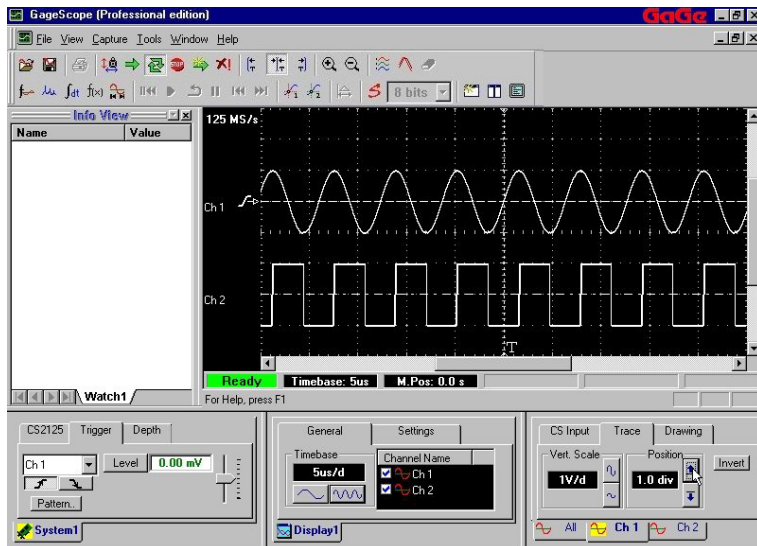 GageScope (Professional edition)
GaGe
File View Capture Tools Window Help
∫dt f(x) 8 bits
Info View
Name Value
125 MS/s
Ch 1
Ch 2
T
Watch1
Ready Timebase: 5us M.Pos: 0.0 s
For Help, press F1
CS2125 Trigger Depth
Ch 1 Level 0.00 mV
Pattern..
System1
General Settings
Timebase
5us/d
Channel Name
Ch 1
Ch 2
Display1
CS Input Trace Drawing
Vert. Scale Position
1V/d 1.0 div Invert
All Ch 1 Ch 2